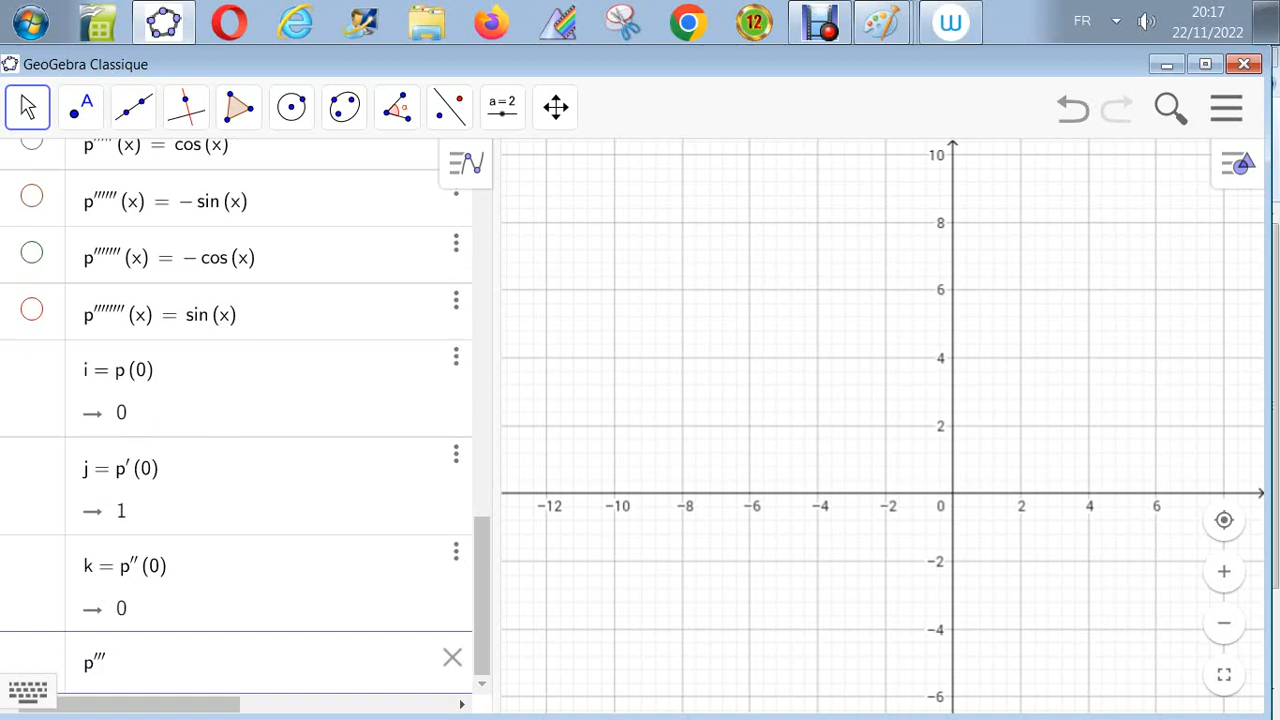 12
W
FR
20:17
22/11/2022
GeoGebra Classique
A
α
a = 2
p′′′′′ (x) = cos (x)
p′′′′′′ (x) = − sin (x)
p′′′′′′′ (x) = − cos (x)
p′′′′′′′′ (x) = sin (x)
i = p (0)
→ 0
j = p′ (0)
→ 1
k = p′′ (0)
→ 0
p′′′
10
8
6
4
2
−12 −10 −8 −6 −4 −2 0 2 4 6
−2
−4
−6